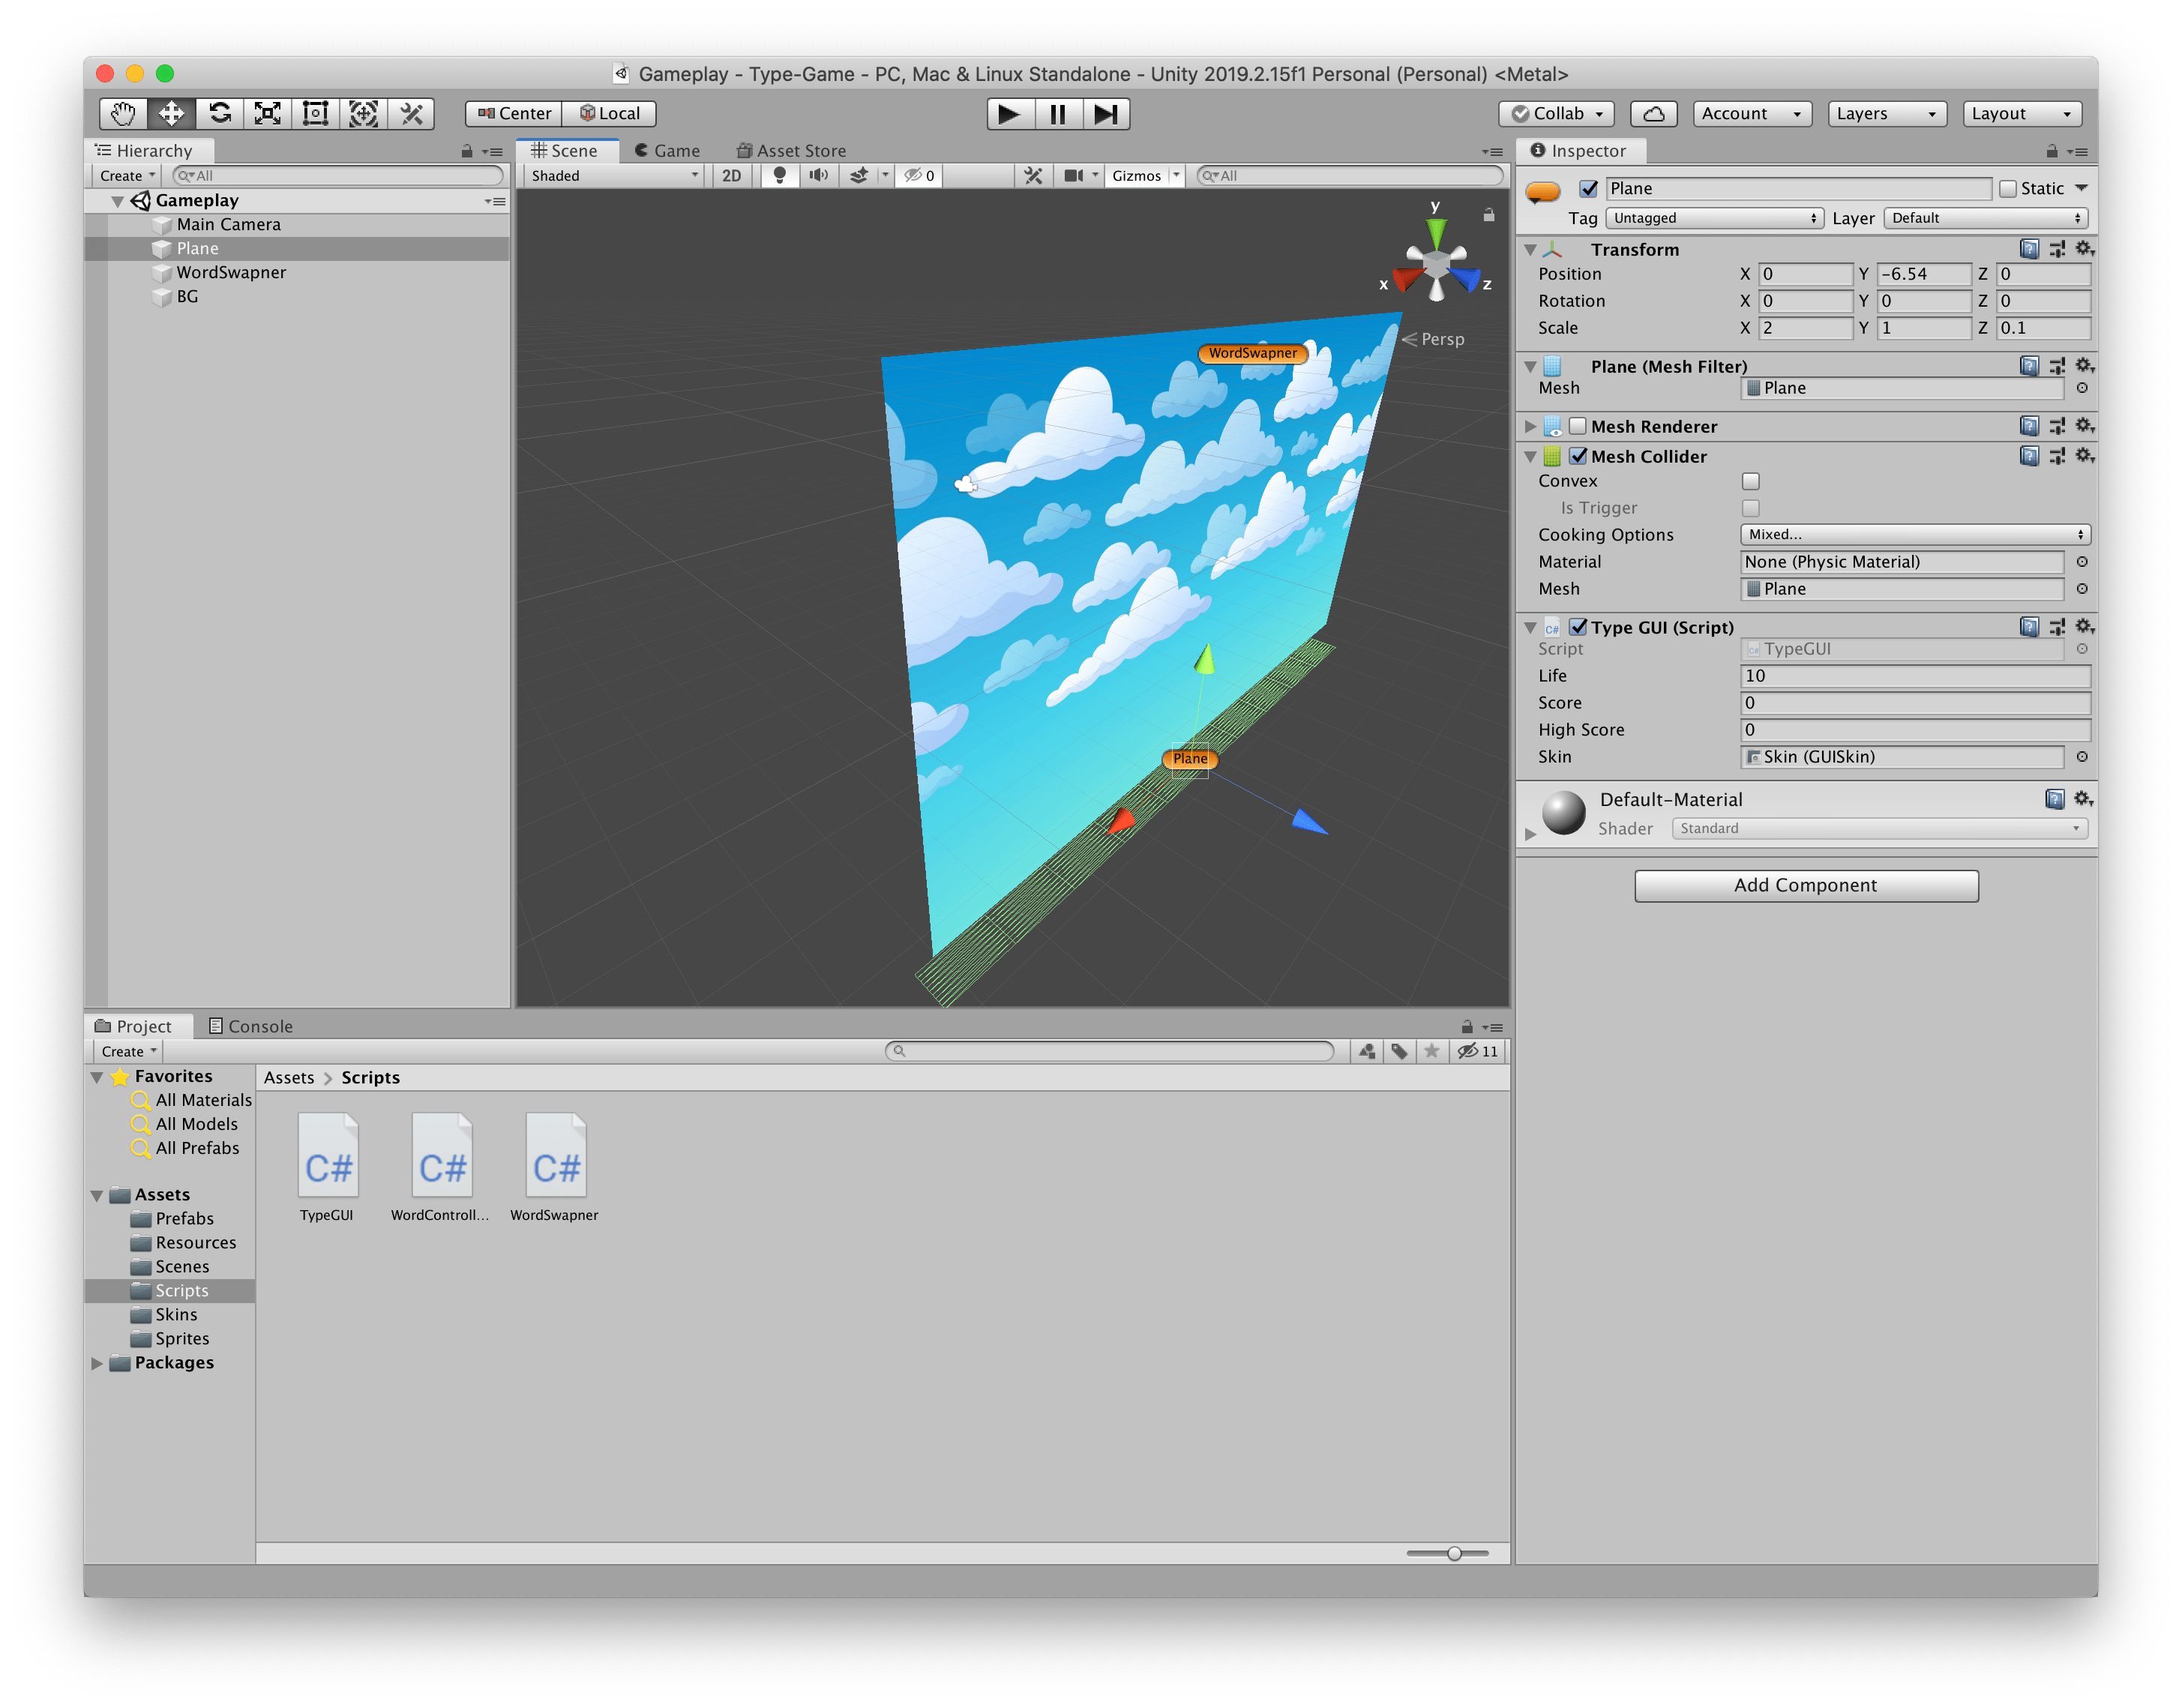 Gameplay - Type-Game - PC, Mac & Linux Standalone - Unity 2019.2.15f1 Personal (Personal) <Metal>
Center Local
Collab Account Layers Layout
Hierarchy
Create All
Gameplay
Main Camera
Plane
WordSwapner
BG
Scene Game Asset Store
Shaded 2D 0 Gizmos All
y
x z
Persp
WordSwapner
Plane
Inspector
Plane Static
Tag Untagged Layer Default
Transform
Position X 0 Y -6.54 Z 0
Rotation X 0 Y 0 Z 0
Scale X 2 Y 1 Z 0.1
Plane (Mesh Filter)
Mesh Plane
Mesh Renderer
Mesh Collider
Convex
Is Trigger
Cooking Options Mixed...
Material None (Physic Material)
Mesh Plane
C# Type GUI (Script)
Script TypeGUI
Life 10
Score 0
High Score 0
Skin Skin (GUISkin)
Default-Material
Shader Standard
Add Component
Project Console
Create 11
Favorites
All Materials
All Models
All Prefabs
Assets
Prefabs
Resources
Scenes
Scripts
Skins
Sprites
Packages
Assets > Scripts
C# C# C#
TypeGUI WordControll... WordSwapner